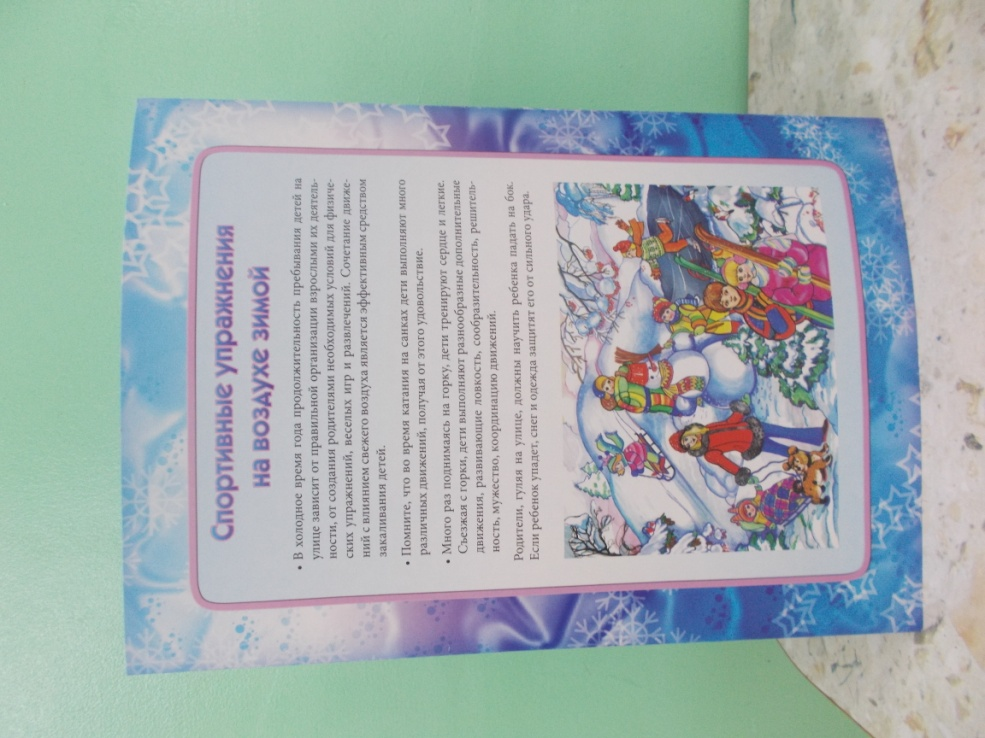 Спортивные упражнения
на воздухе зимой
• В холодное время года продолжительность пребывания детей на
улице зависит от правильной организации взрослыми их деятель-
ности, от создания родителями необходимых условий для физиче-
ских упражнений, веселых игр и развлечений. Сочетание движе-
ний с влиянием свежего воздуха является эффективным средством
закаливания детей.
• Помните, что во время катания на санках дети выполняют много
различных движений, получая от этого удовольствие.
• Много раз поднимаясь на горку, дети тренируют сердце и легкие.
Съезжая с горки, дети выполняют разнообразные дополнительные
движения, развивающие ловкость, сообразительность, решитель-
ность, мужество, координацию движений.
Родители, гуляя на улице, должны научить ребенка падать на бок.
Если ребенок упадет, снег и одежда защитят его от сильного удара.